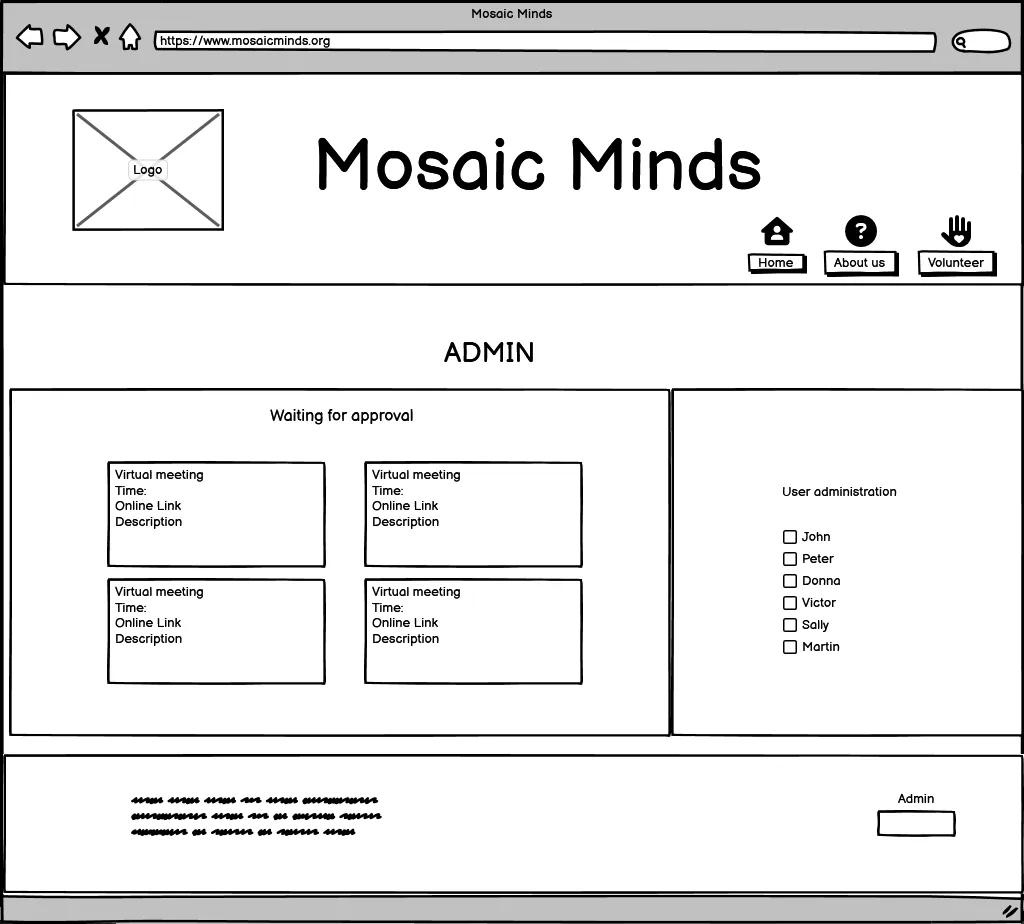 Mosaic Minds
https://www.mosaicminds.org
Logo
Mosaic Minds
?
Home
About us
Volunteer
ADMIN
Waiting for approval
Virtual meeting
Time:
Online Link
Description
Virtual meeting
Time:
Online Link
Description
Virtual meeting
Time:
Online Link
Description
Virtual meeting
Time:
Online Link
Description
User administration
John
Peter
Donna
Victor
Sally
Martin
Admin